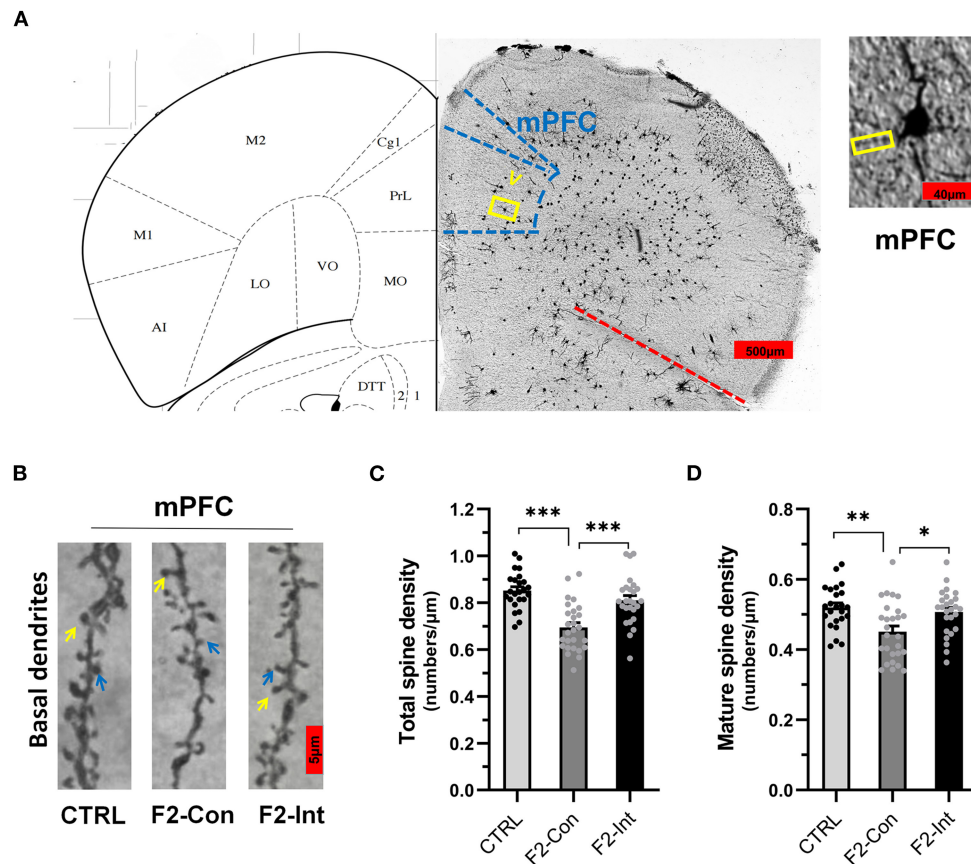 A
M2
Cg1
PrL
M1
LO
VO
MO
AI
DTT
2
1
mPFC
500μm
40μm
mPFC
B
mPFC
Basal dendrites
5μm
CTRL
F2-Con
F2-Int
C
Total spine density
(numbers/μm)
1.2
1.0
0.8
0.6
0.4
0.2
0.0
***
***
CTRL
F2-Con
F2-Int
D
Mature spine density
(numbers/μm)
0.8
0.6
0.4
0.2
0.0
**
*
CTRL
F2-Con
F2-Int